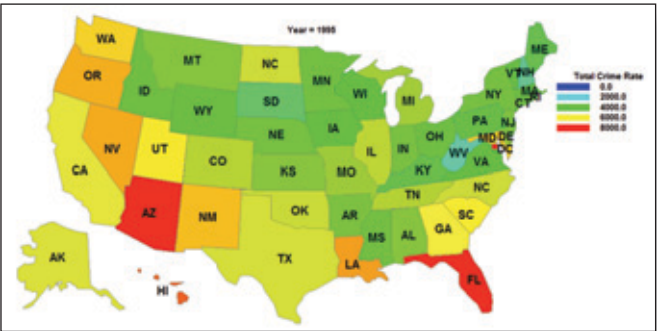 Year = 1995
WA
MT
NC
MN
ME
VT
NH
OR
ID
WY
SD
WI
MI
NY
MA
RI
CT
NV
UT
CO
NE
IA
IL
IN
OH
PA
NJ
MD
DE
DC
CA
KS
MO
KY
WV
VA
AZ
NM
OK
AR
TN
NC
SC
TX
LA
MS
AL
GA
FL
AK
HI
Total Crime Rate
0.0
2000.0
4000.0
6000.0
8000.0